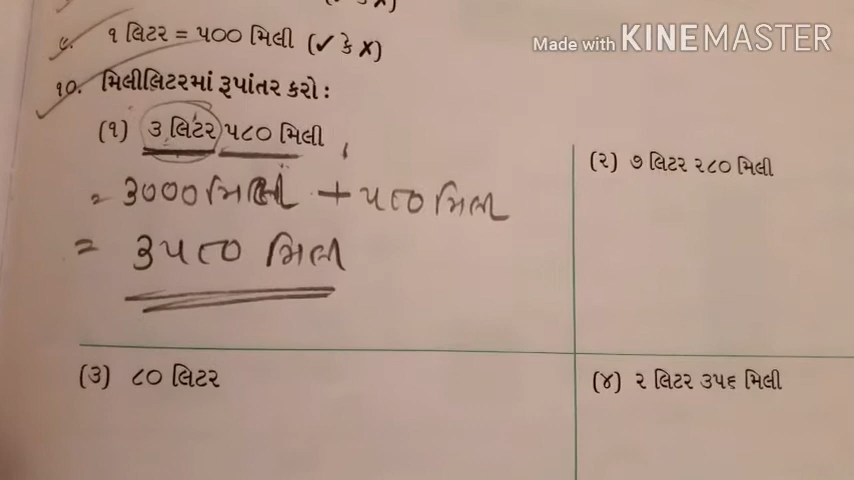 Made with KINEMASTER
૯. ૧ લિટર = ૫૦૦ મિલી (✓ કે ✗)
૧૦. મિલીલિટરમાં રૂપાંતર કરો :
(૧) ૩ લિટર ૫૮૦ મિલી
= ૩૦૦૦ મિલી + ૫૮૦ મિલી
= ૩૫૮૦ મિલી
(૨) ૭ લિટર ૨૮૦ મિલી
(૩) ૮૦ લિટર
(૪) ૨ લિટર ૩૫૬ મિલી